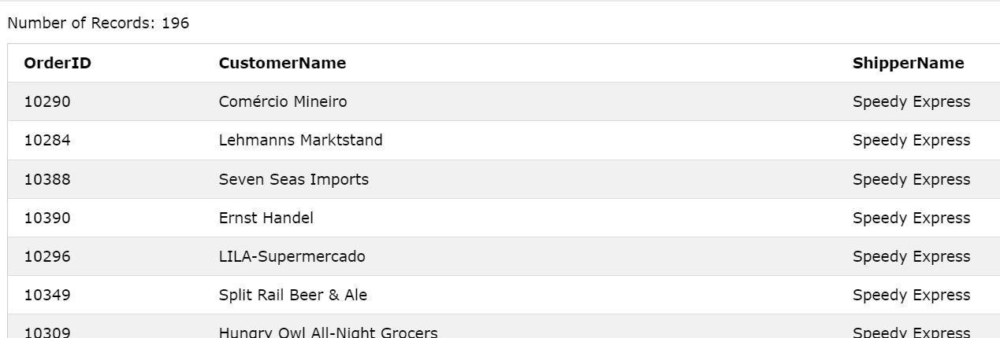 Number of Records: 196
OrderID CustomerName ShipperName
10290 Comércio Mineiro Speedy Express
10284 Lehmanns Marktstand Speedy Express
10388 Seven Seas Imports Speedy Express
10390 Ernst Handel Speedy Express
10296 LILA-Supermercado Speedy Express
10349 Split Rail Beer & Ale Speedy Express
10309 Hungry Owl All-Night Grocers Speedy Express